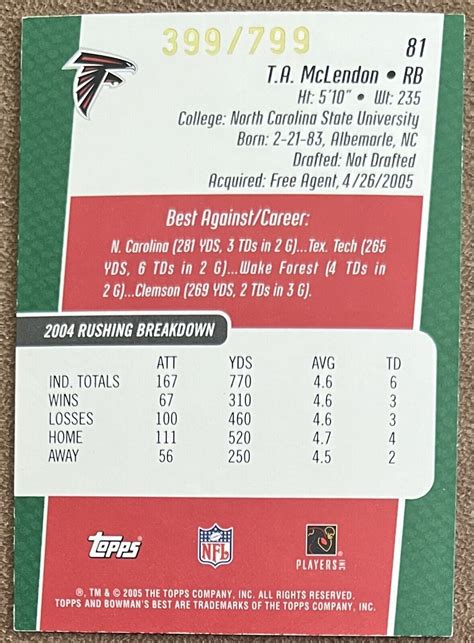 399/799
81
T.A. McLendon • RB
Ht: 5'10" • Wt: 235
College: North Carolina State University
Born: 2-21-83, Albemarle, NC
Drafted: Not Drafted
Acquired: Free Agent, 4/26/2005
Best Against/Career:
N. Carolina (281 YDS, 3 TDs in 2 G)...Tex. Tech (265
YDS, 6 TDs in 2 G)...Wake Forest (4 TDs
in 2 G)...Clemson (269 YDS, 2 TDs in 3 G).
2004 RUSHING BREAKDOWN
ATT YDS AVG TD
IND. TOTALS 167 770 4.6 6
WINS 67 310 4.6 3
LOSSES 100 460 4.6 3
HOME 111 520 4.7 4
AWAY 56 250 4.5 2
topps NFL PLAYERS INC
®, TM & © 2005 THE TOPPS COMPANY, INC. ALL RIGHTS RESERVED.
TOPPS AND BOWMAN'S BEST ARE TRADEMARKS OF THE TOPPS COMPANY, INC.